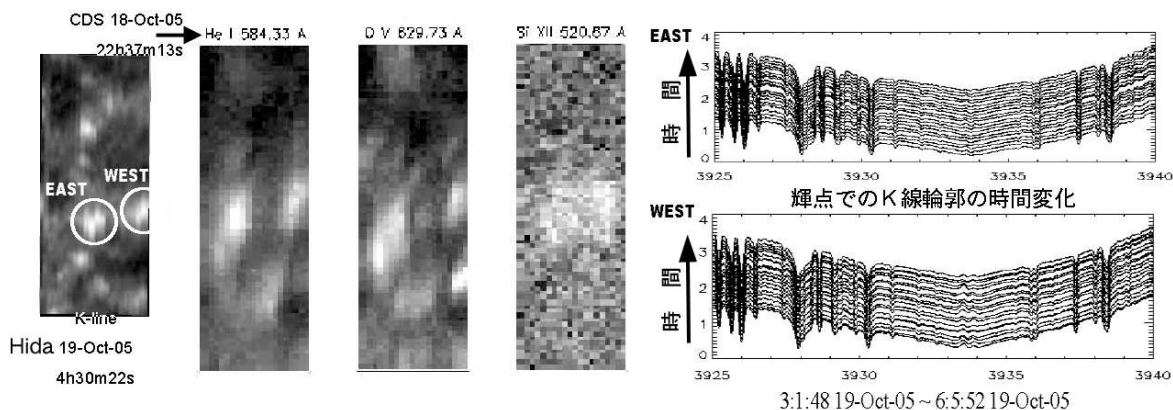 CDS 18-Oct-05
22h37m13s
He I 584.33 A
O V 629.73 A
Si XII 520.67 A
EAST
WEST
K-line
Hida 19-Oct-05
4h30m22s
EAST
時 間
4
3
2
1
0
3925 3930 3935 3940
輝点でのK線輪郭の時間変化
WEST
時 間
4
3
2
1
0
3925 3930 3935 3940
3:1:48 19-Oct-05 ~ 6:5:52 19-Oct-05